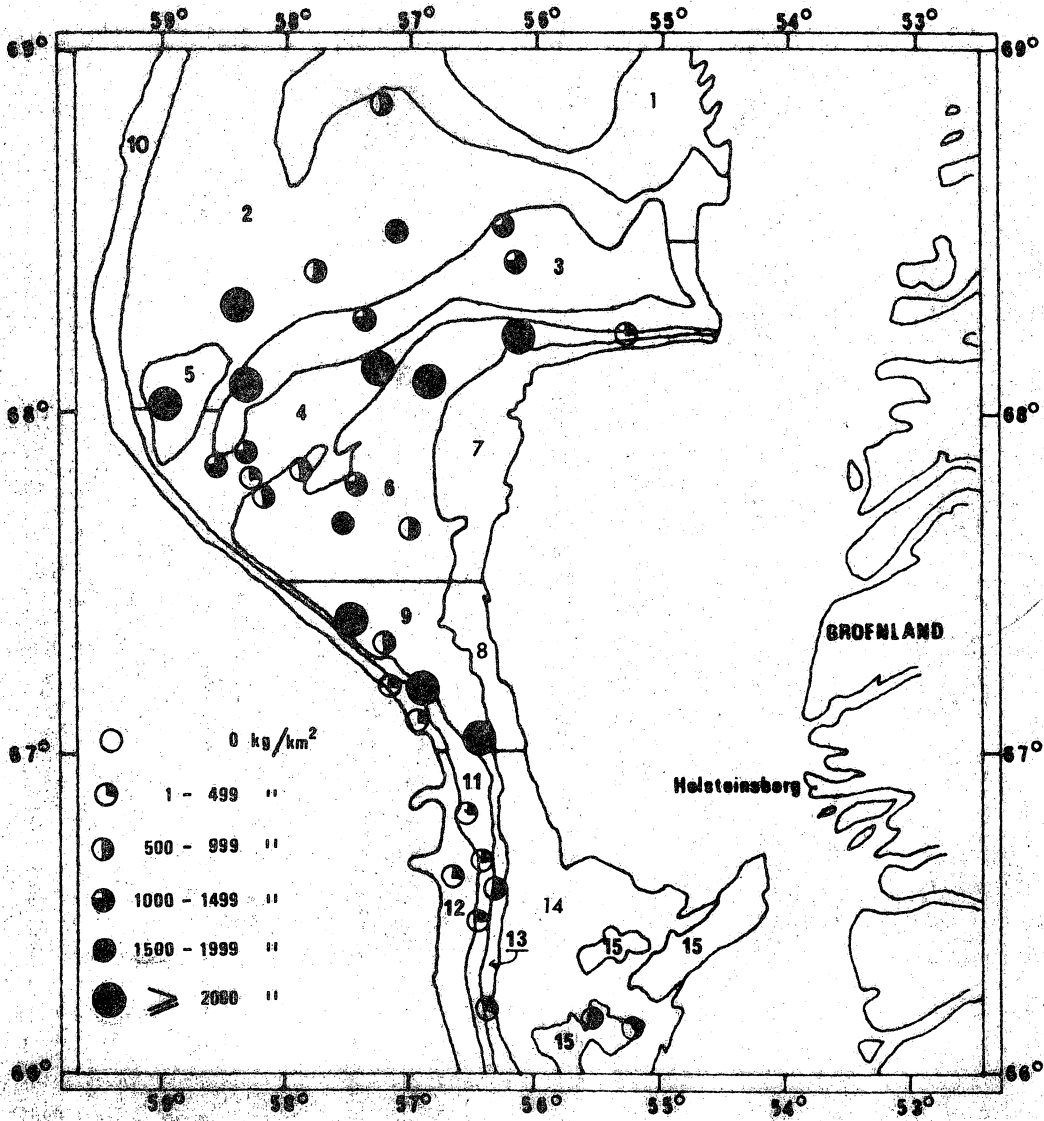 59° 58° 57° 56° 55° 54° 53°
69° 69°
1
10
2
3
5
68° 68°
4
7
6
9
GROENLAND
8
0 kg/km²
67° 67°
11
Holsteinsborg
1 - 499 "
500 - 999 "
1000 - 1499 "
12
14
13
15
15
1500 - 1999 "
≥ 2000 "
15
66° 66°
59° 58° 57° 56° 55° 54° 53°